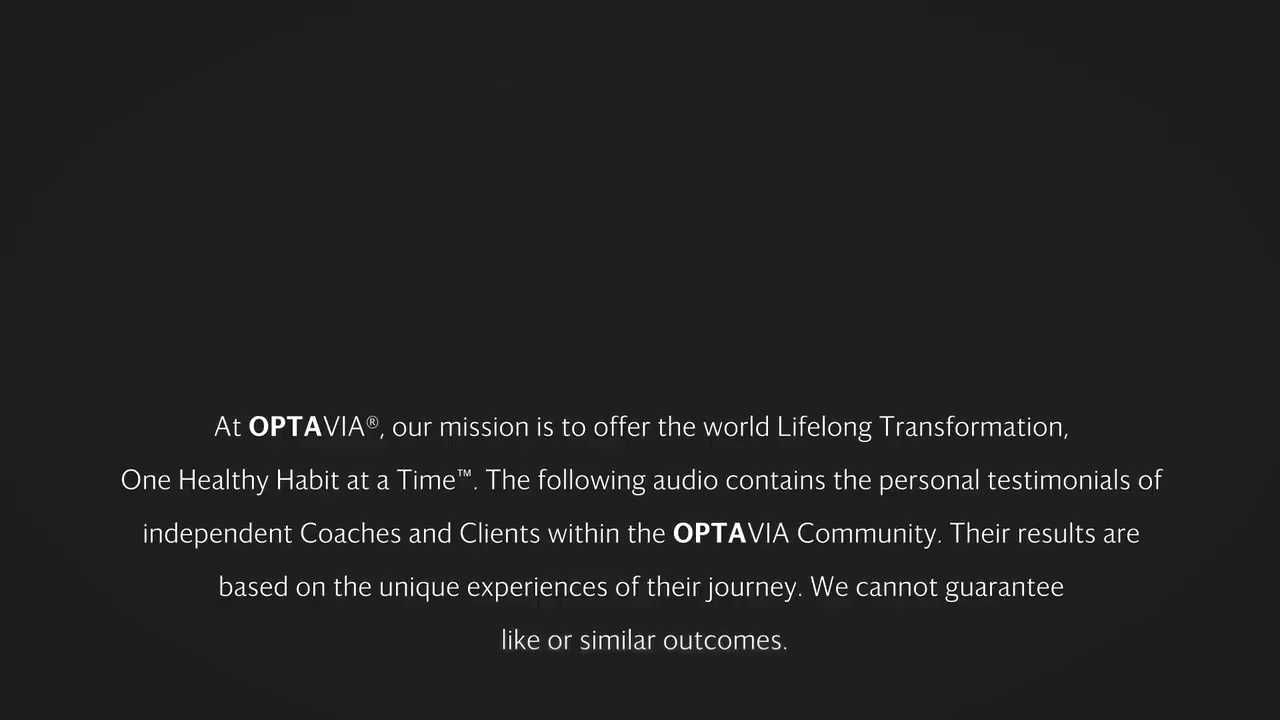 At OPTAVIA®, our mission is to offer the world Lifelong Transformation,
One Healthy Habit at a Time™. The following audio contains the personal testimonials of
independent Coaches and Clients within the OPTAVIA Community. Their results are
based on the unique experiences of their journey. We cannot guarantee
like or similar outcomes.